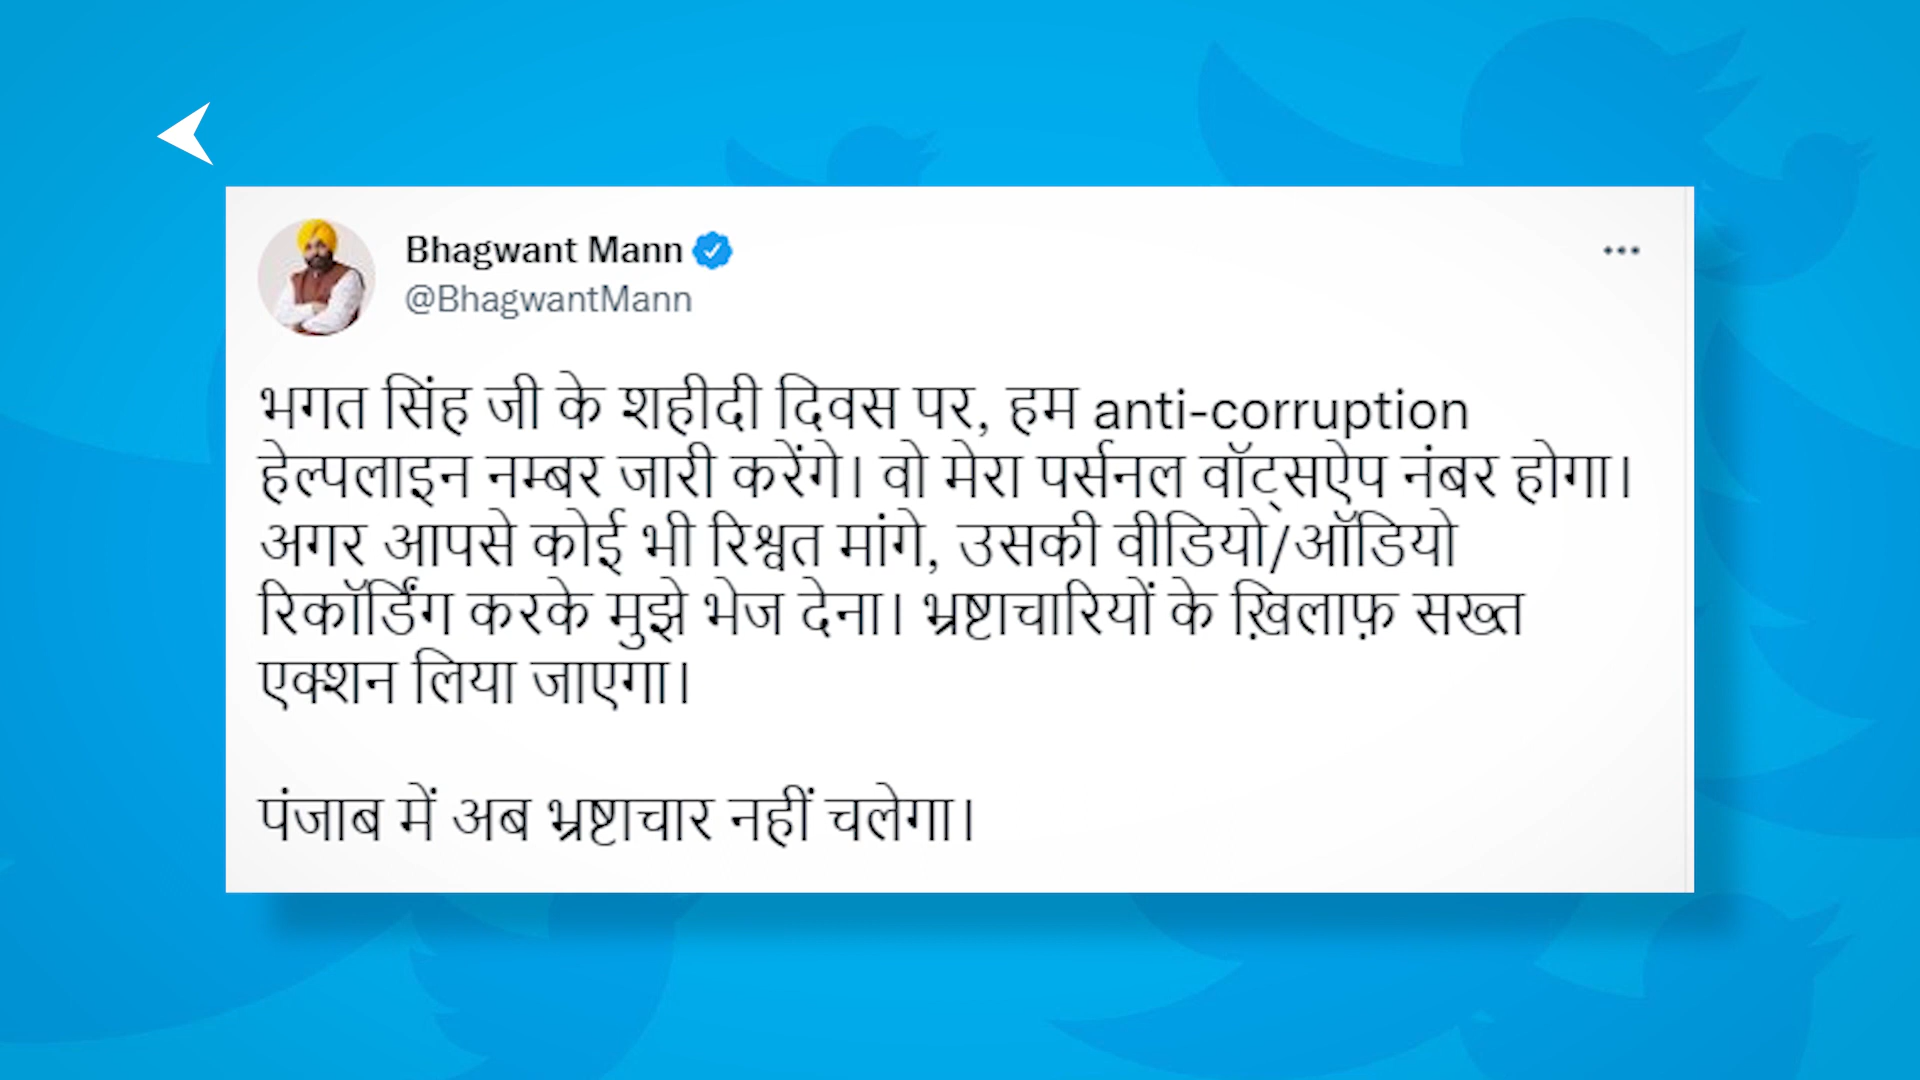 Bhagwant Mann
@BhagwantMann
भगत सिंह जी के शहीदी दिवस पर, हम anti-corruption
हेल्पलाइन नम्बर जारी करेंगे। वो मेरा पर्सनल वॉट्सऐप नंबर होगा।
अगर आपसे कोई भी रिश्वत मांगे, उसकी वीडियो/ऑडियो
रिकॉर्डिंग करके मुझे भेज देना। भ्रष्टाचारियों के ख़िलाफ़ सख्त
एक्शन लिया जाएगा।
पंजाब में अब भ्रष्टाचार नहीं चलेगा।